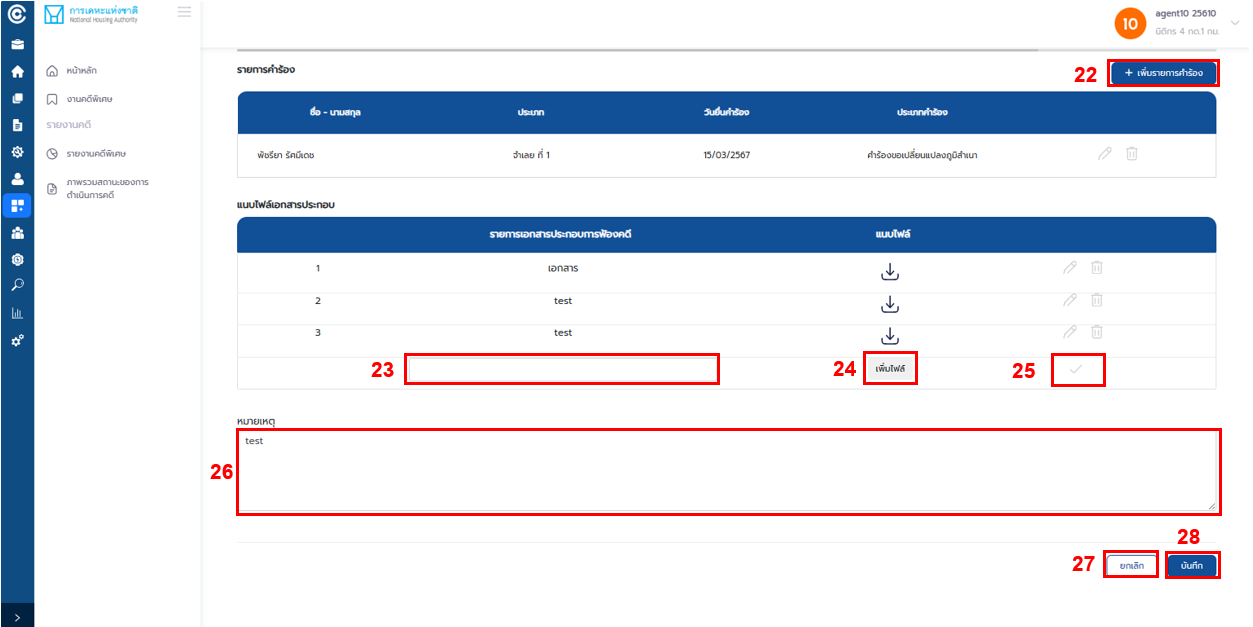 การเคหะแห่งชาติ
National Housing Authority
10
agent10 25610
นิติกร 4 กด.1 กม.
หน้าหลัก
งานคดีพิเศษ
รายงานคดี
รายงานคดีพิเศษ
ภาพรวมสถานะของการ
ดำเนินการคดี
รายการคำร้อง
22
+ เพิ่มรายการคำร้อง
ชื่อ - นามสกุล ประเภท วันยื่นคำร้อง ประเภทคำร้อง
พัชรียา รัศมีเดช จำเลย ที่ 1 15/03/2567 คำร้องขอเปลี่ยนแปลงภูมิลำเนา
แนบไฟล์เอกสารประกอบ
รายการเอกสารประกอบการฟ้องคดี แนบไฟล์
1 เอกสาร
2 test
3 test
23 24 เพิ่มไฟล์ 25
หมายเหตุ
test
26
28
27 ยกเลิก บันทึก